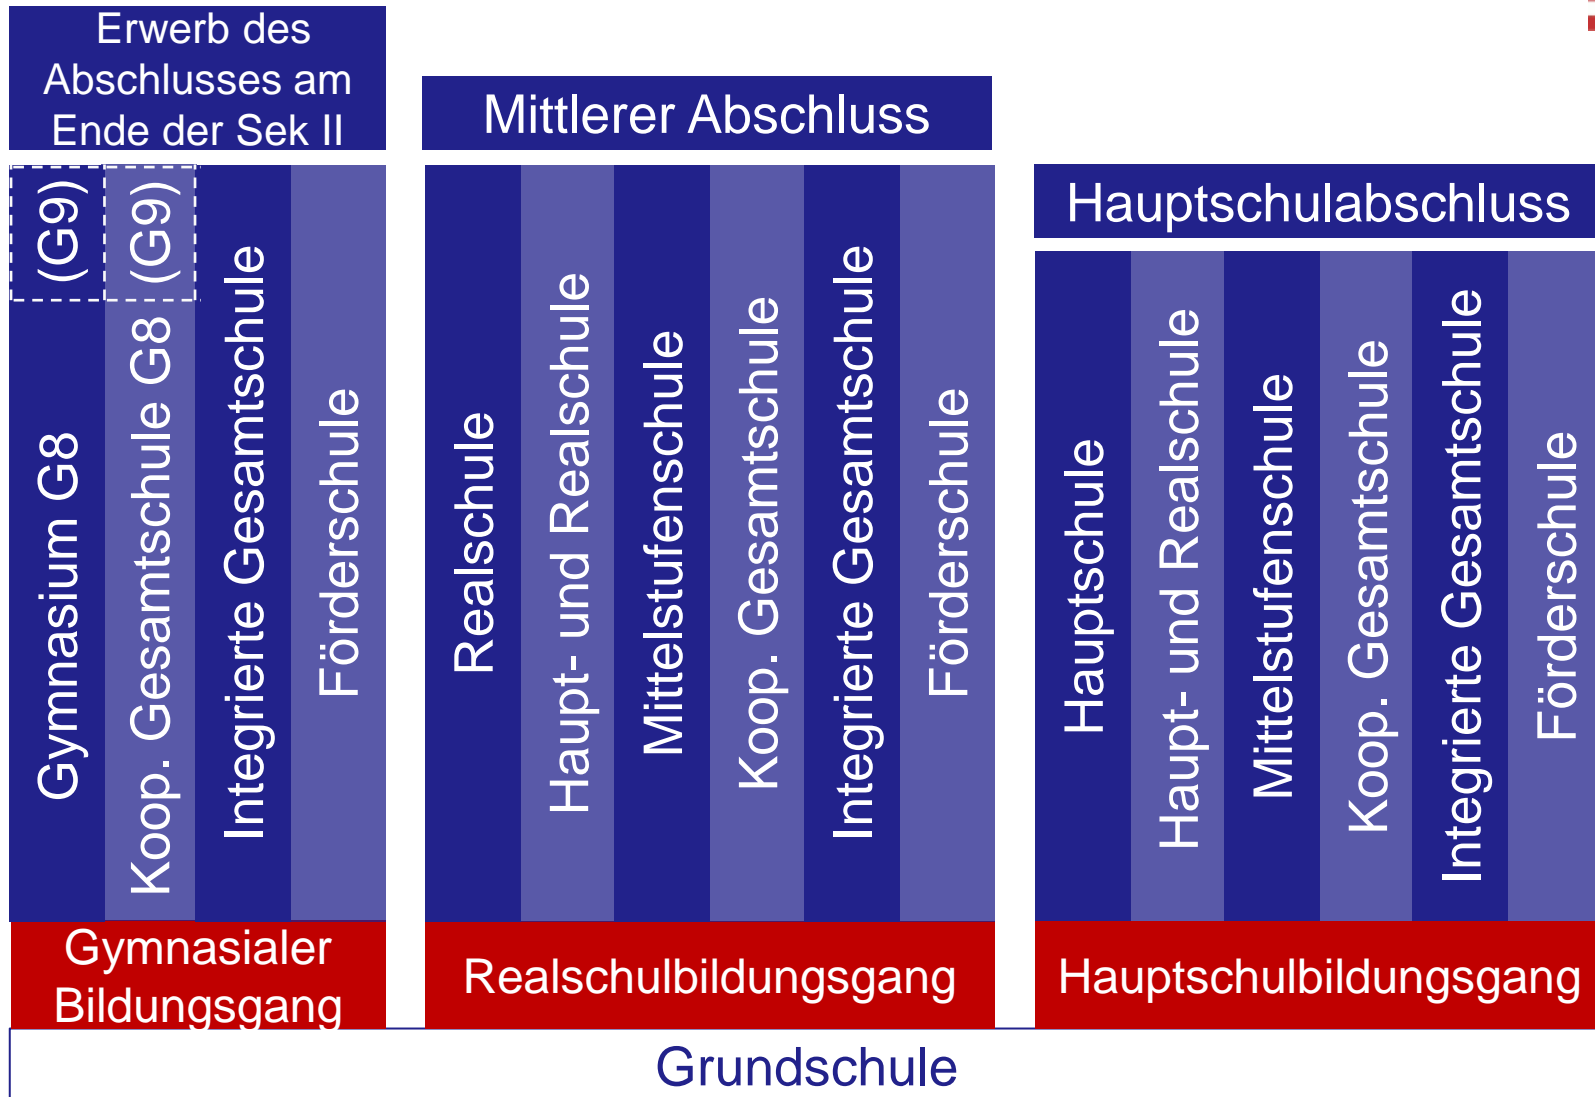 Erwerb des
Abschlusses am
Ende der Sek II
Mittlerer Abschluss
Hauptschulabschluss
Gymnasium G8 (G9)
Koop. Gesamtschule G8 (G9)
Integrierte Gesamtschule
Förderschule
Realschule
Haupt- und Realschule
Mittelstufenschule
Koop. Gesamtschule
Integrierte Gesamtschule
Förderschule
Hauptschule
Haupt- und Realschule
Mittelstufenschule
Koop. Gesamtschule
Integrierte Gesamtschule
Förderschule
Gymnasialer
Bildungsgang
Realschulbildungsgang
Hauptschulbildungsgang
Grundschule